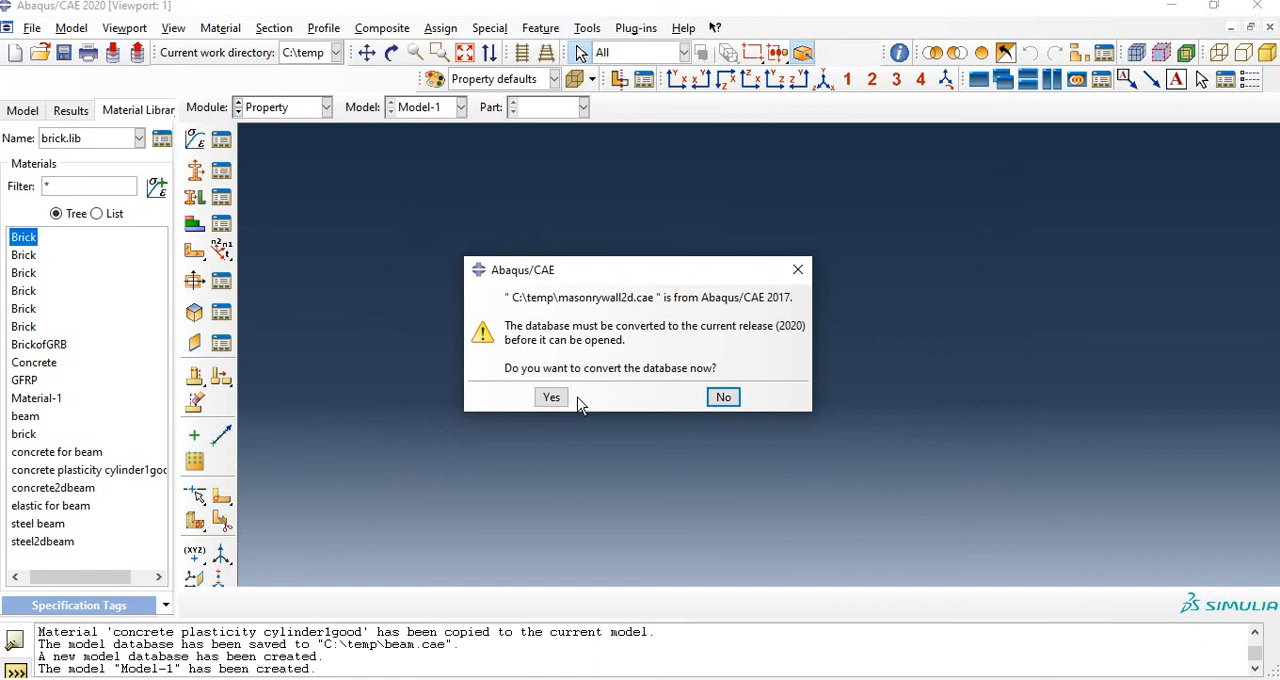 Abaqus/CAE 2020 [Viewport: 1]
File Model Viewport View Material Section Profile Composite Assign Special Feature Tools Plug-ins Help
Current work directory: C:\temp All
Property defaults 1 2 3 4 A
Model Results Material Librar Module: Property Model: Model-1 Part:
Name: brick.lib
Materials
Filter: *
Tree List
Brick
Brick
Brick
Brick
Brick
Brick
BrickofGRB
Concrete
GFRP
Material-1
beam
brick
concrete for beam
concrete plasticity cylinder1good
concrete2dbeam
elastic for beam
steel beam
steel2dbeam
Specification Tags
Abaqus/CAE
" C:\temp\masonrywall2d.cae " is from Abaqus/CAE 2017.
The database must be converted to the current release (2020)
before it can be opened.
Do you want to convert the database now?
Yes No
SIMULIA
Material 'concrete plasticity cylinder1good' has been copied to the current model.
The model database has been saved to "C:\temp\beam.cae".
A new model database has been created.
The model "Model-1" has been created.